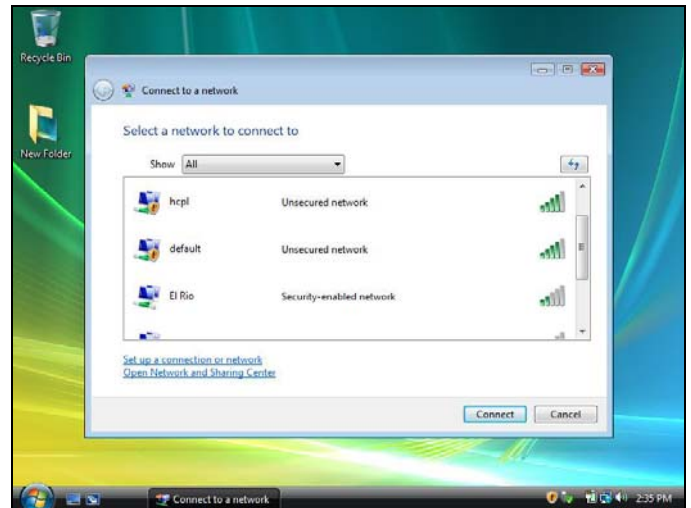 Recycle Bin
New Folder
Connect to a network
Select a network to connect to
Show All
hcpl Unsecured network
default Unsecured network
El Rio Security-enabled network
Set up a connection or network
Open Network and Sharing Center
Connect Cancel
Connect to a network
2:35 PM